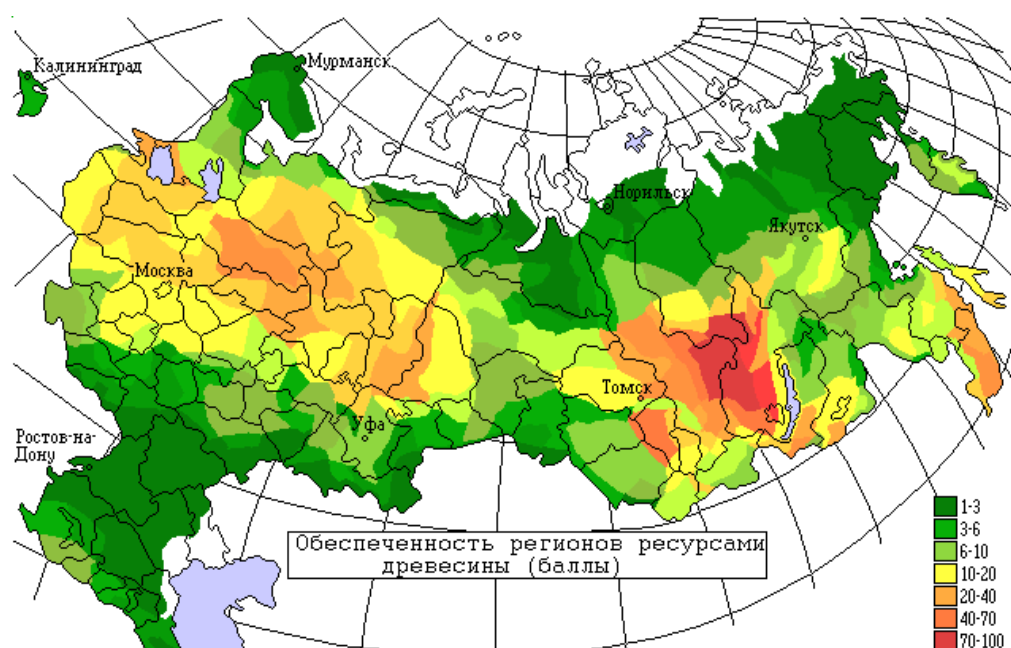 Калининград
Мурманск
Норильск
Якутск
Москва
Томск
Уфа
Ростов-на-
Дону
Обеспеченность регионов ресурсами
древесины (баллы)
1-3
3-6
6-10
10-20
20-40
40-70
70-100